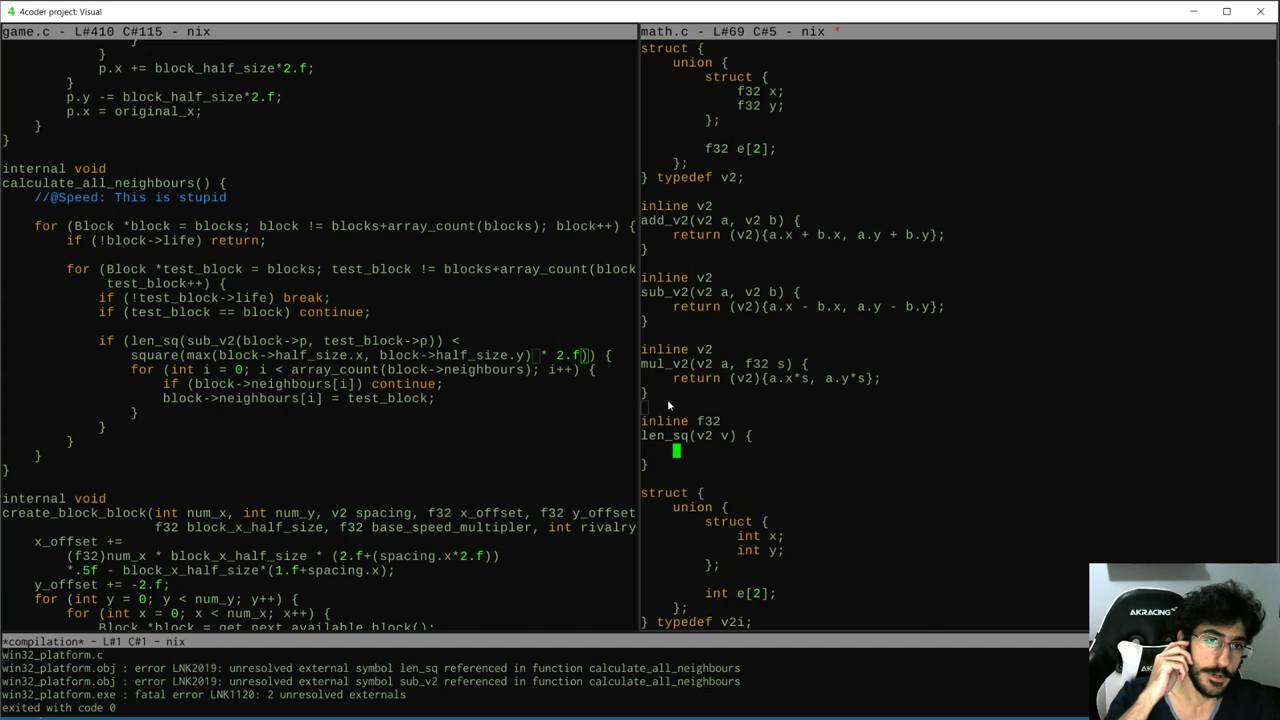 4 4coder project: Visual
game.c - L#410 C#115 - nix
}
}
p.x += block_half_size*2.f;
}
p.y -= block_half_size*2.f;
p.x = original_x;
}
}
internal void
calculate_all_neighbours() {
//@Speed: This is stupid
for (Block *block = blocks; block != blocks+array_count(blocks); block++) {
if (!block->life) return;
for (Block *test_block = blocks; test_block != blocks+array_count(block
test_block++) {
if (!test_block->life) break;
if (test_block == block) continue;
if (len_sq(sub_v2(block->p, test_block->p)) <
square(max(block->half_size.x, block->half_size.y) * 2.f)) {
for (int i = 0; i < array_count(block->neighbours); i++) {
if (block->neighbours[i]) continue;
block->neighbours[i] = test_block;
}
}
}
}
}
internal void
create_block_block(int num_x, int num_y, v2 spacing, f32 x_offset, f32 y_offset
f32 block_x_half_size, f32 base_speed_multipler, int rivalry
x_offset +=
(f32)num_x * block_x_half_size * (2.f+(spacing.x*2.f))
*.5f - block_x_half_size*(1.f+spacing.x);
y_offset += -2.f;
for (int y = 0; y < num_y; y++) {
for (int x = 0; x < num_x; x++) {
Block *block = get_next_available_block();
math.c - L#69 C#5 - nix *
struct {
union {
struct {
f32 x;
f32 y;
};
f32 e[2];
};
} typedef v2;
inline v2
add_v2(v2 a, v2 b) {
return (v2){a.x + b.x, a.y + b.y};
}
inline v2
sub_v2(v2 a, v2 b) {
return (v2){a.x - b.x, a.y - b.y};
}
inline v2
mul_v2(v2 a, f32 s) {
return (v2){a.x*s, a.y*s};
}
inline f32
len_sq(v2 v) {
}
struct {
union {
struct {
int x;
int y;
};
int e[2];
};
} typedef v2i;
*compilation* - L#1 C#1 - nix
win32_platform.c
win32_platform.obj : error LNK2019: unresolved external symbol len_sq referenced in function calculate_all_neighbours
win32_platform.obj : error LNK2019: unresolved external symbol sub_v2 referenced in function calculate_all_neighbours
win32_platform.exe : fatal error LNK1120: 2 unresolved externals
exited with code 0
AKRACING
AKRACING